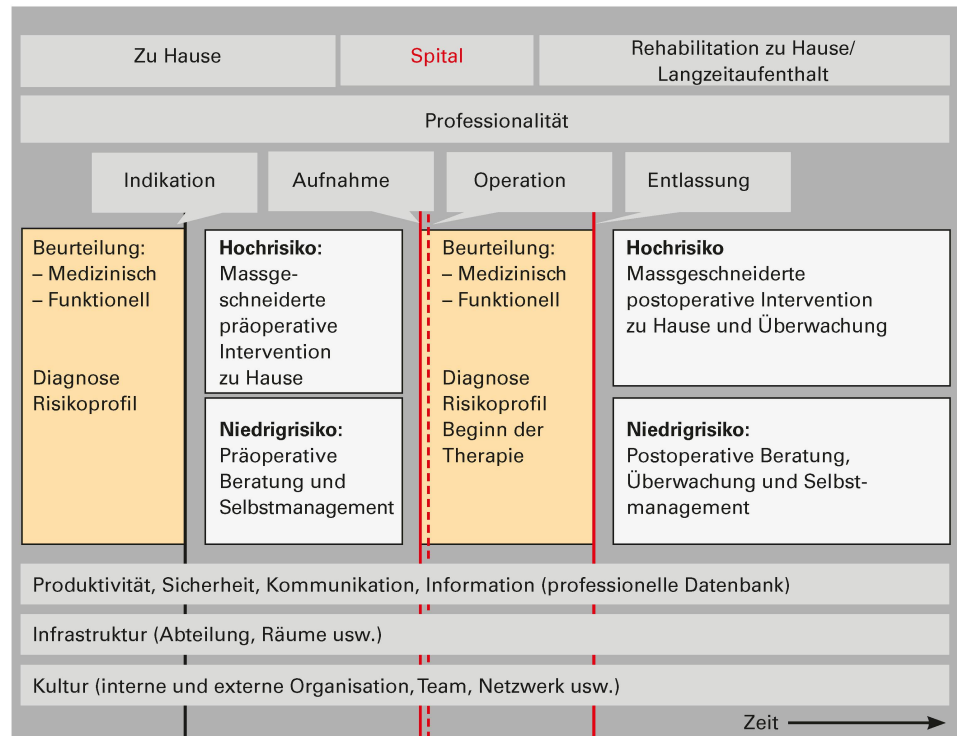 Zu Hause
Spital
Rehabilitation zu Hause/
Langzeitaufenthalt
Professionalität
Indikation
Aufnahme
Operation
Entlassung
Beurteilung:
– Medizinisch
– Funktionell
Diagnose
Risikoprofil
Hochrisiko:
Massge-
schneiderte
präoperative
Intervention
zu Hause
Niedrigrisiko:
Präoperative
Beratung und
Selbstmanagement
Beurteilung:
– Medizinisch
– Funktionell
Diagnose
Risikoprofil
Beginn der
Therapie
Hochrisiko
Massgeschneiderte
postoperative Intervention
zu Hause und Überwachung
Niedrigrisiko:
Postoperative Beratung,
Überwachung und Selbst-
management
Produktivität, Sicherheit, Kommunikation, Information (professionelle Datenbank)
Infrastruktur (Abteilung, Räume usw.)
Kultur (interne und externe Organisation, Team, Netzwerk usw.)
Zeit